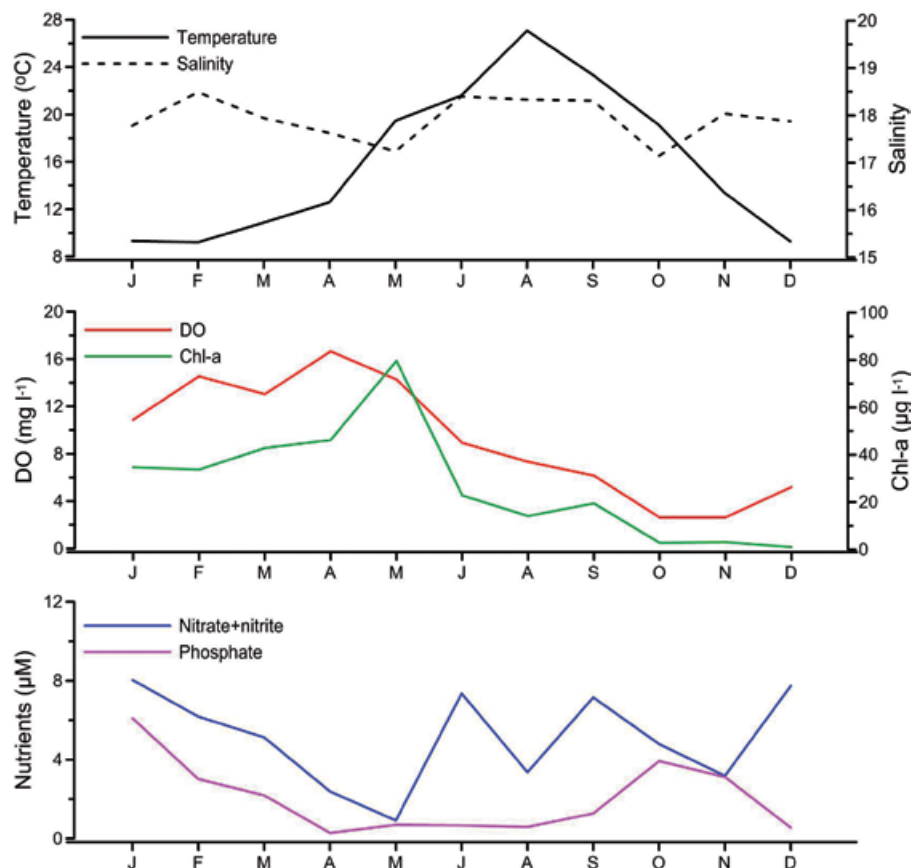 Temperature (ºC)
28
24
20
16
12
8
Temperature
Salinity
20
19
18
17
16
15
Salinity
J F M A M J A S O N D
DO (mg l-1)
20
16
12
8
4
0
DO
Chl-a
100
80
60
40
20
0
Chl-a (µg l-1)
J F M A M J A S O N D
Nutrients (µM)
12
8
4
0
Nitrate+nitrite
Phosphate
J F M A M J A S O N D